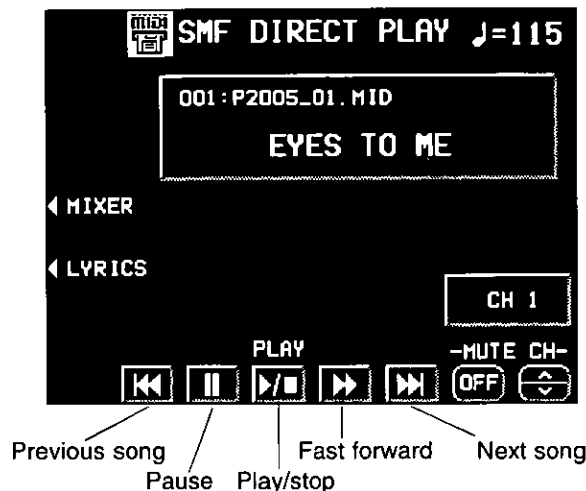 midi SMF DIRECT PLAY ♩=115
001:P2005_01.MID
EYES TO ME
MIXER
LYRICS
CH 1
PLAY -MUTE CH-
OFF
Previous song Fast forward Next song
Pause Play/stop